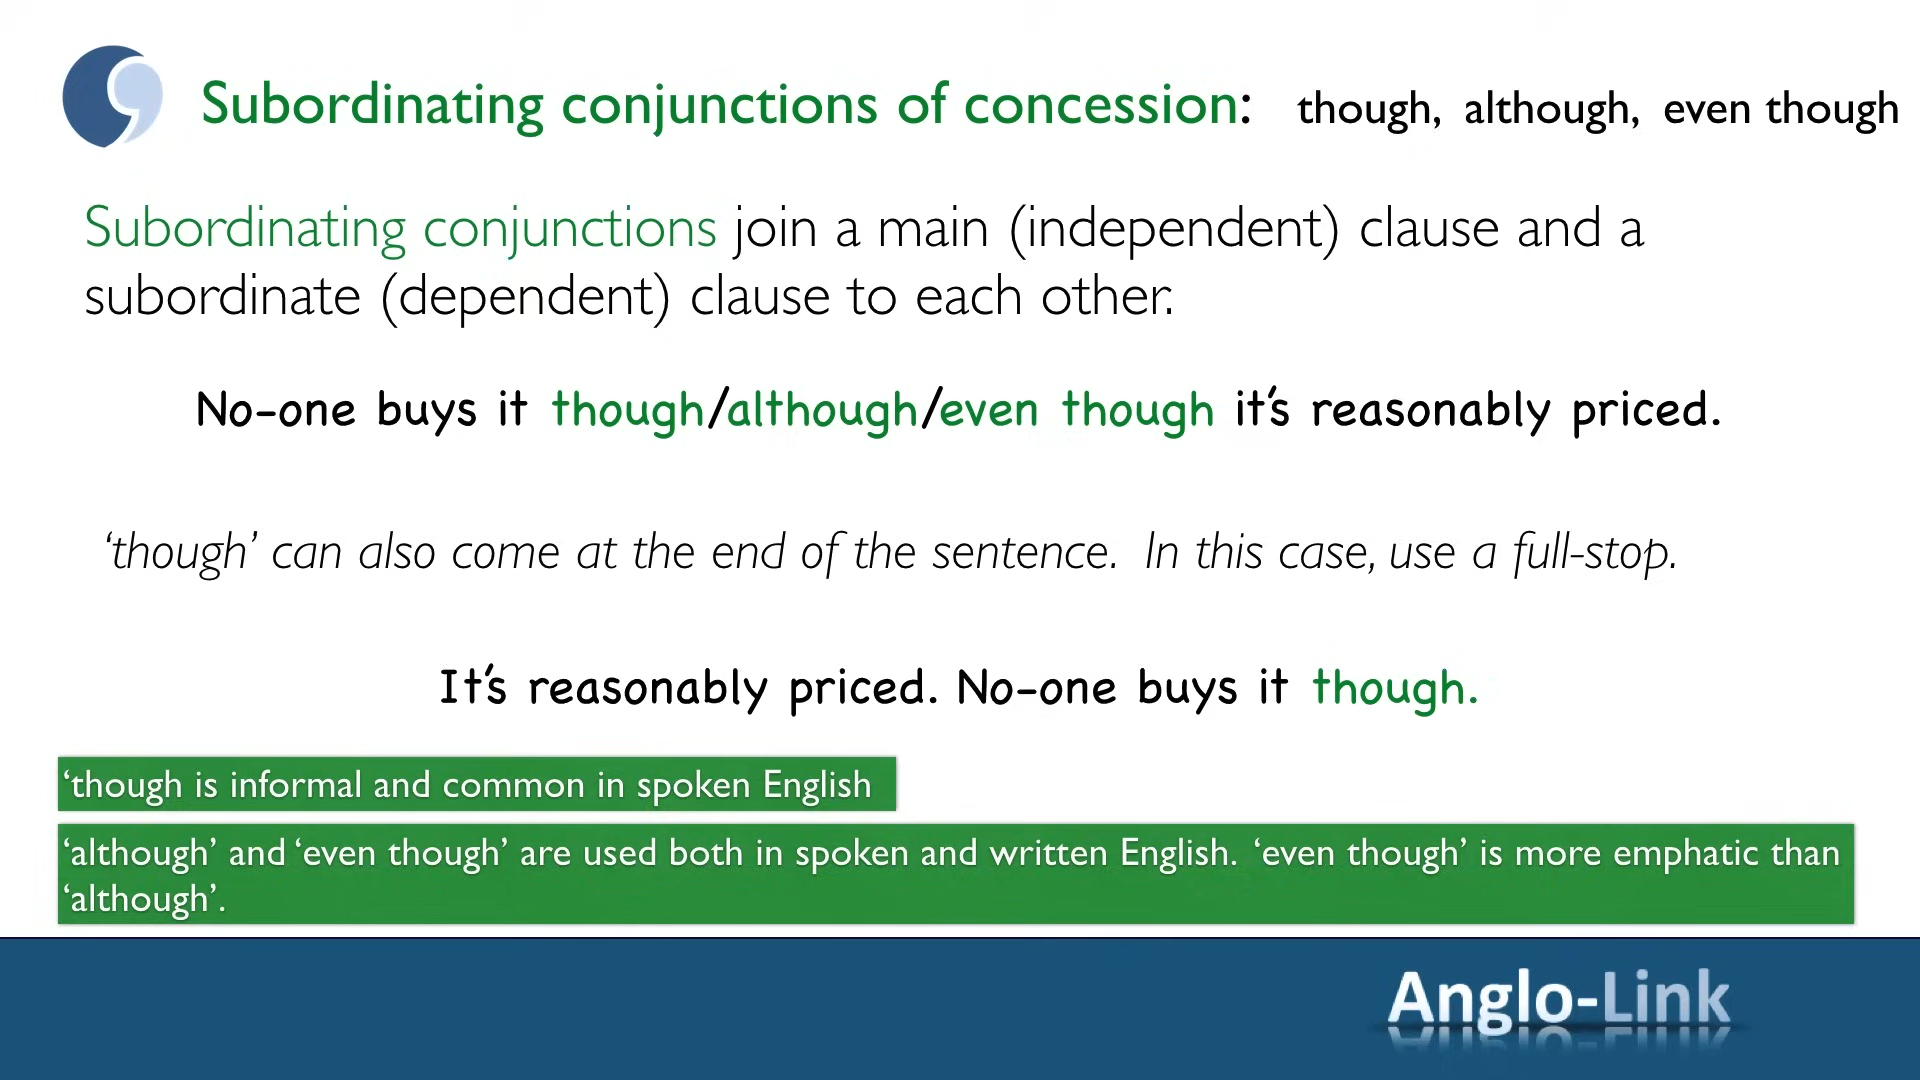 Subordinating conjunctions of concession: though, although, even though
Subordinating conjunctions join a main (independent) clause and a
subordinate (dependent) clause to each other.
No-one buys it though/although/even though it's reasonably priced.
‘though’ can also come at the end of the sentence. In this case, use a full-stop.
It's reasonably priced. No-one buys it though.
‘though is informal and common in spoken English
‘although’ and ‘even though’ are used both in spoken and written English. ‘even though’ is more emphatic than
‘although’.
Anglo-Link